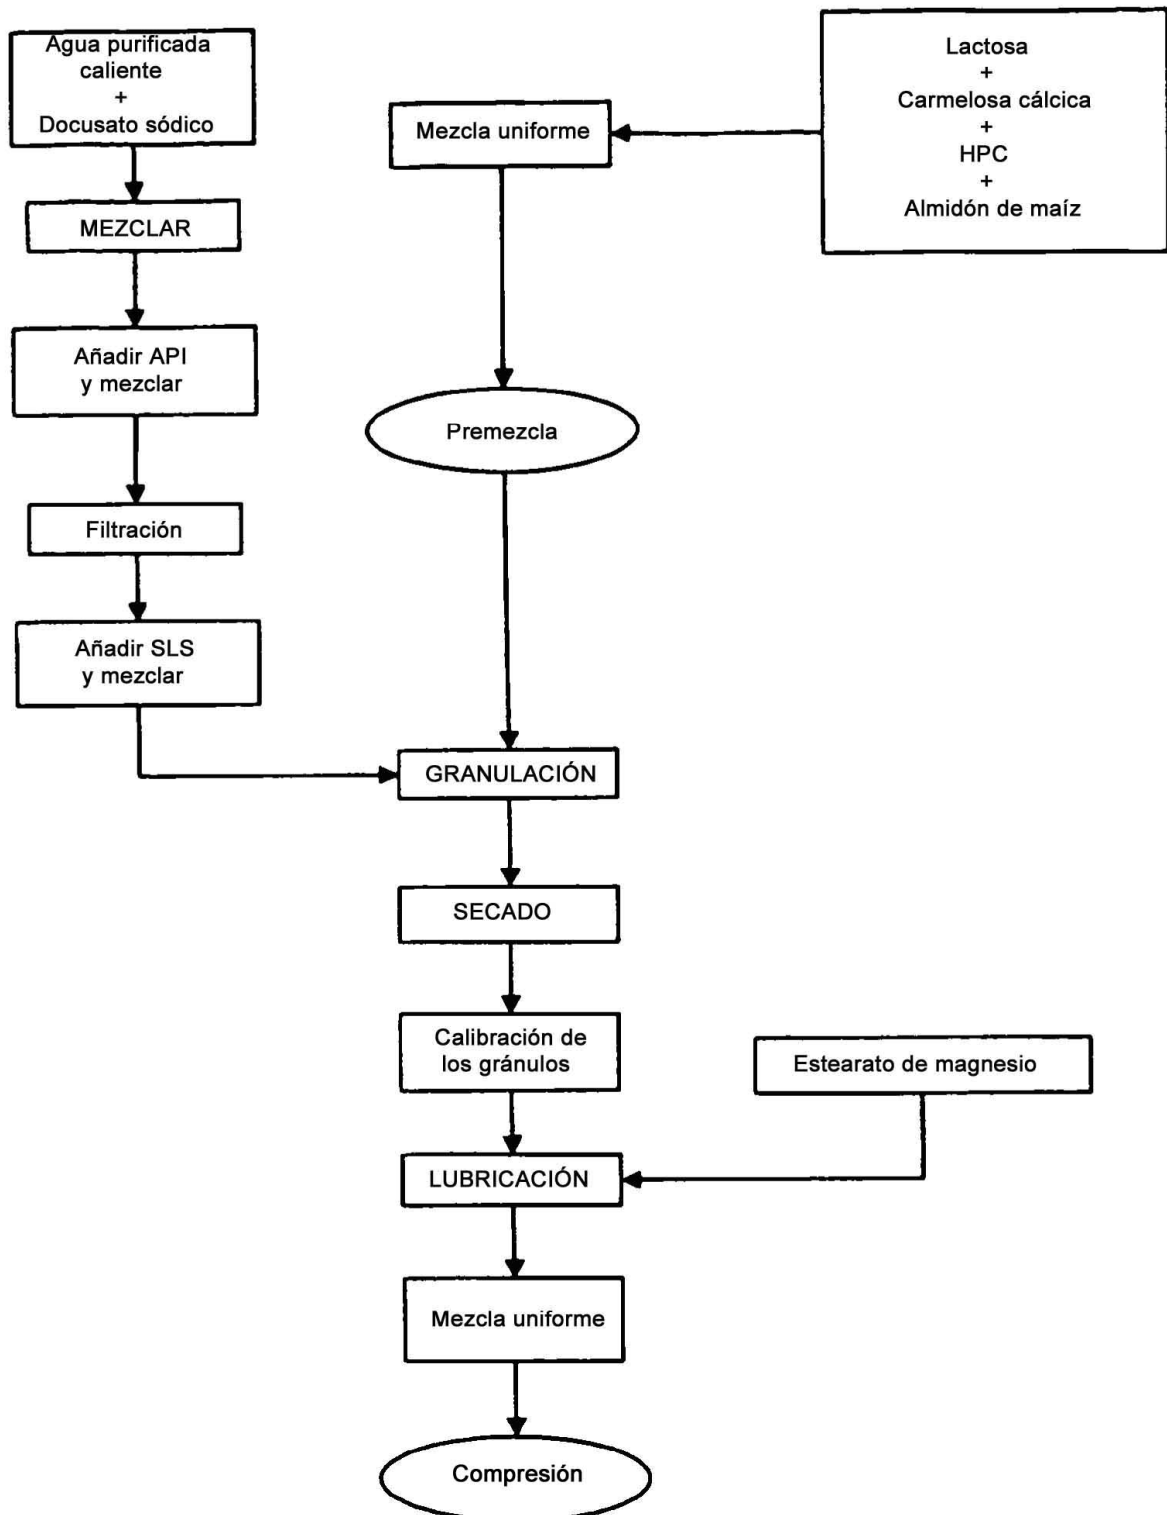 Agua purificada
caliente
+
Docusato sódico
MEZCLAR
Añadir API
y mezclar
Filtración
Añadir SLS
y mezclar
Lactosa
+
Carmelosa cálcica
+
HPC
+
Almidón de maíz
Mezcla uniforme
Premezcla
GRANULACIÓN
SECADO
Calibración de
los gránulos
Estearato de magnesio
LUBRICACIÓN
Mezcla uniforme
Compresión